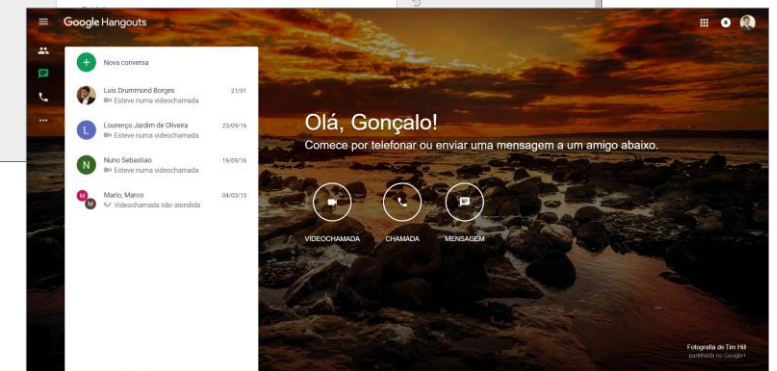 Google Hangouts
Nova conversa
Luis Drummond Borges 21/01
Esteve numa videochamada
L
Lourenço Jardim de Oliveira 23/09/16
Esteve numa videochamada
N
Nuno Sebastiao 19/09/16
Esteve numa videochamada
M
M
Mario, Marco 04/03/15
Videochamada não atendida
Olá, Gonçalo!
Comece por telefonar ou enviar uma mensagem a um amigo abaixo.
VIDEOCHAMADA CHAMADA MENSAGEM
Fotografia de Tim Hill
partilhada no Google+